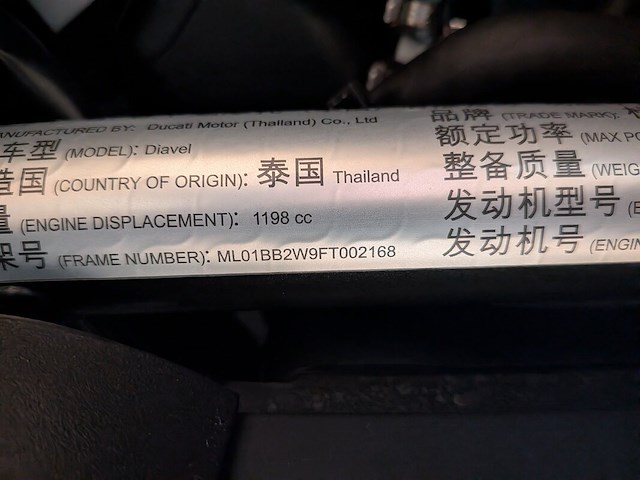 MANUFACTURED BY: Ducati Motor (Thailand) Co., Ltd
车型 (MODEL): Diavel
造国 (COUNTRY OF ORIGIN): 泰国 Thailand
量 (ENGINE DISPLACEMENT): 1198 cc
架号 (FRAME NUMBER): ML01BB2W9FT002168
品牌 (TRADE MARK):
额定功率 (MAX PO
整备质量 (WEIG
发动机型号 (E
发动机号 (ENGIN